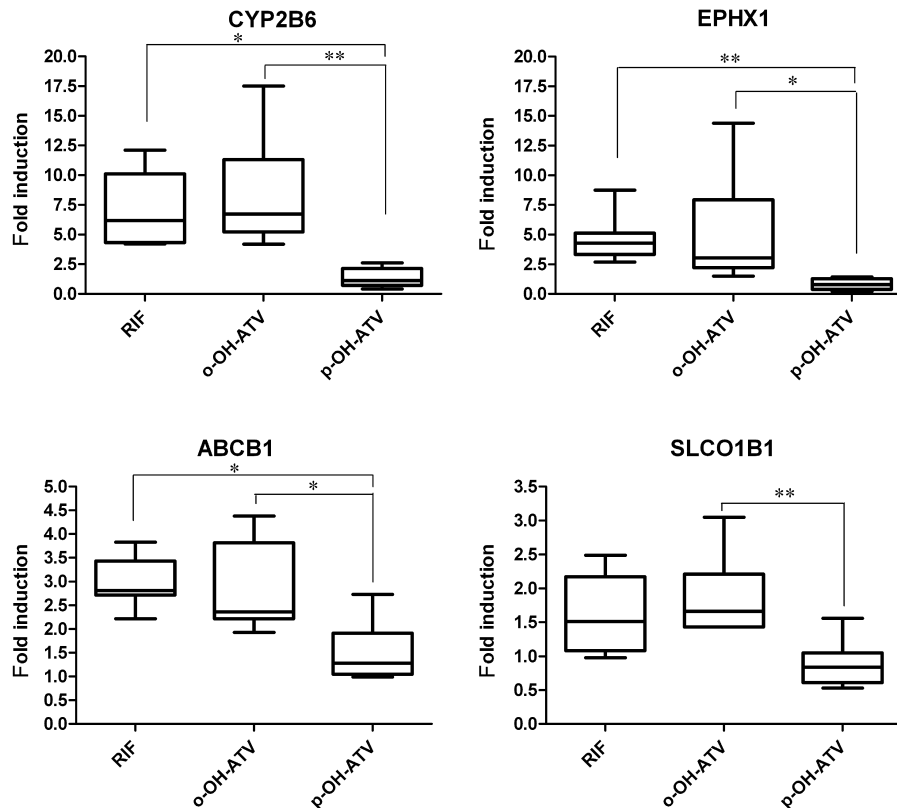 CYP2B6
*
**
20.0
17.5
15.0
12.5
10.0
7.5
5.0
2.5
0.0
Fold induction
RIF
o-OH-ATV
p-OH-ATV
EPHX1
**
*
20.0
17.5
15.0
12.5
10.0
7.5
5.0
2.5
0.0
Fold induction
RIF
o-OH-ATV
p-OH-ATV
ABCB1
*
*
5.0
4.5
4.0
3.5
3.0
2.5
2.0
1.5
1.0
0.5
0.0
Fold induction
RIF
o-OH-ATV
p-OH-ATV
SLCO1B1
**
3.5
3.0
2.5
2.0
1.5
1.0
0.5
0.0
Fold induction
RIF
o-OH-ATV
p-OH-ATV